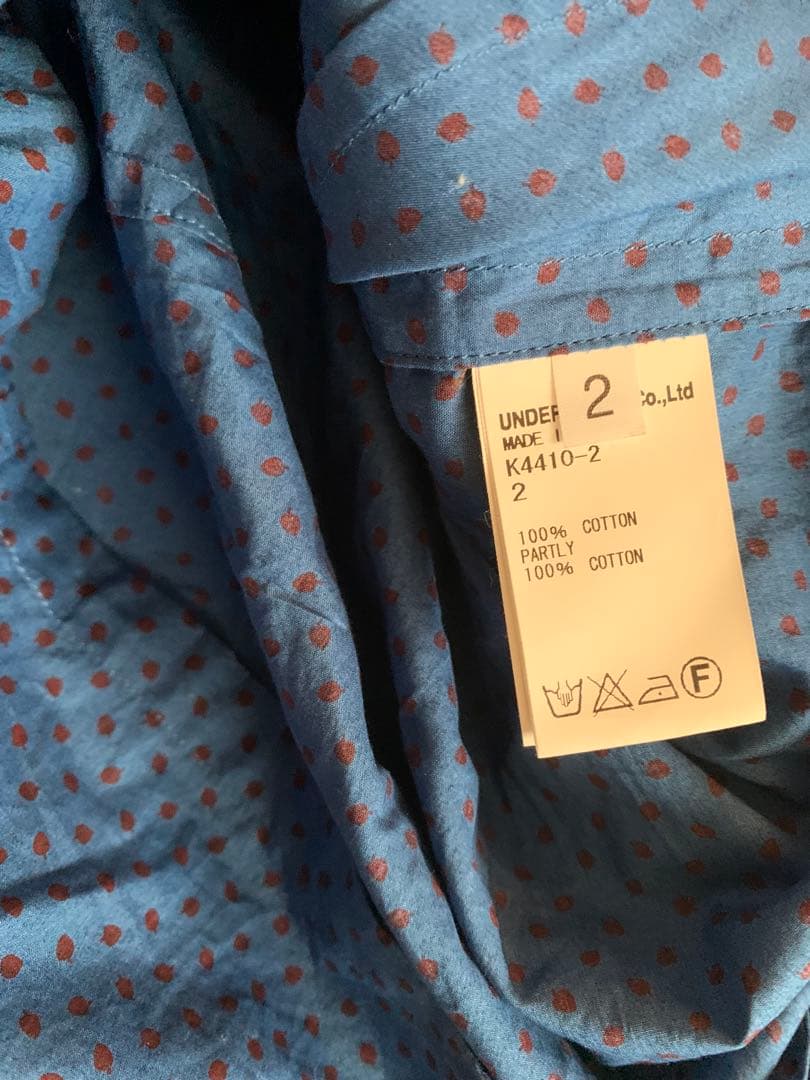 2
UNDER Co.,Ltd
MADE
K4410-2
2
100% COTTON
PARTLY
100% COTTON
F